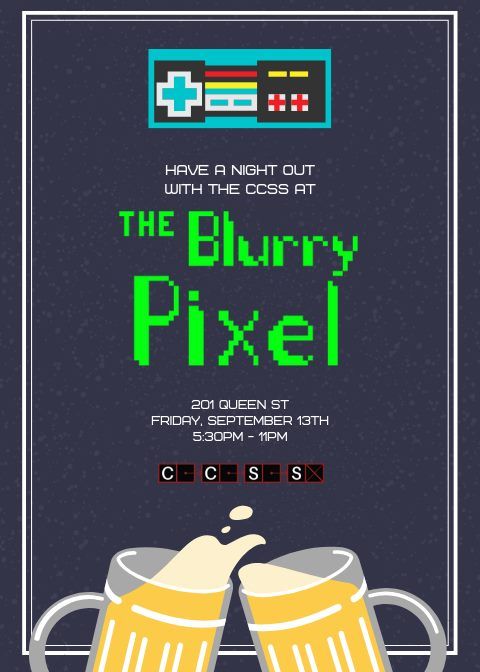 HAVE A NIGHT OUT
WITH THE CCSS AT
THE Blurry
Pixel
201 QUEEN ST
FRIDAY, SEPTEMBER 13TH
5:30PM - 11PM
C C S S